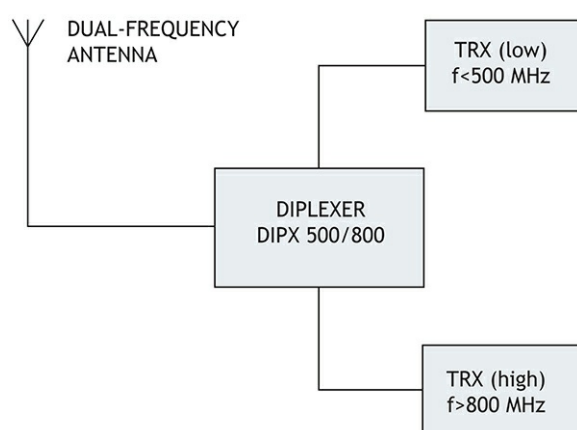 DUAL-FREQUENCY
ANTENNA
TRX (low)
f<500 MHz
DIPLEXER
DIPX 500/800
TRX (high)
f>800 MHz